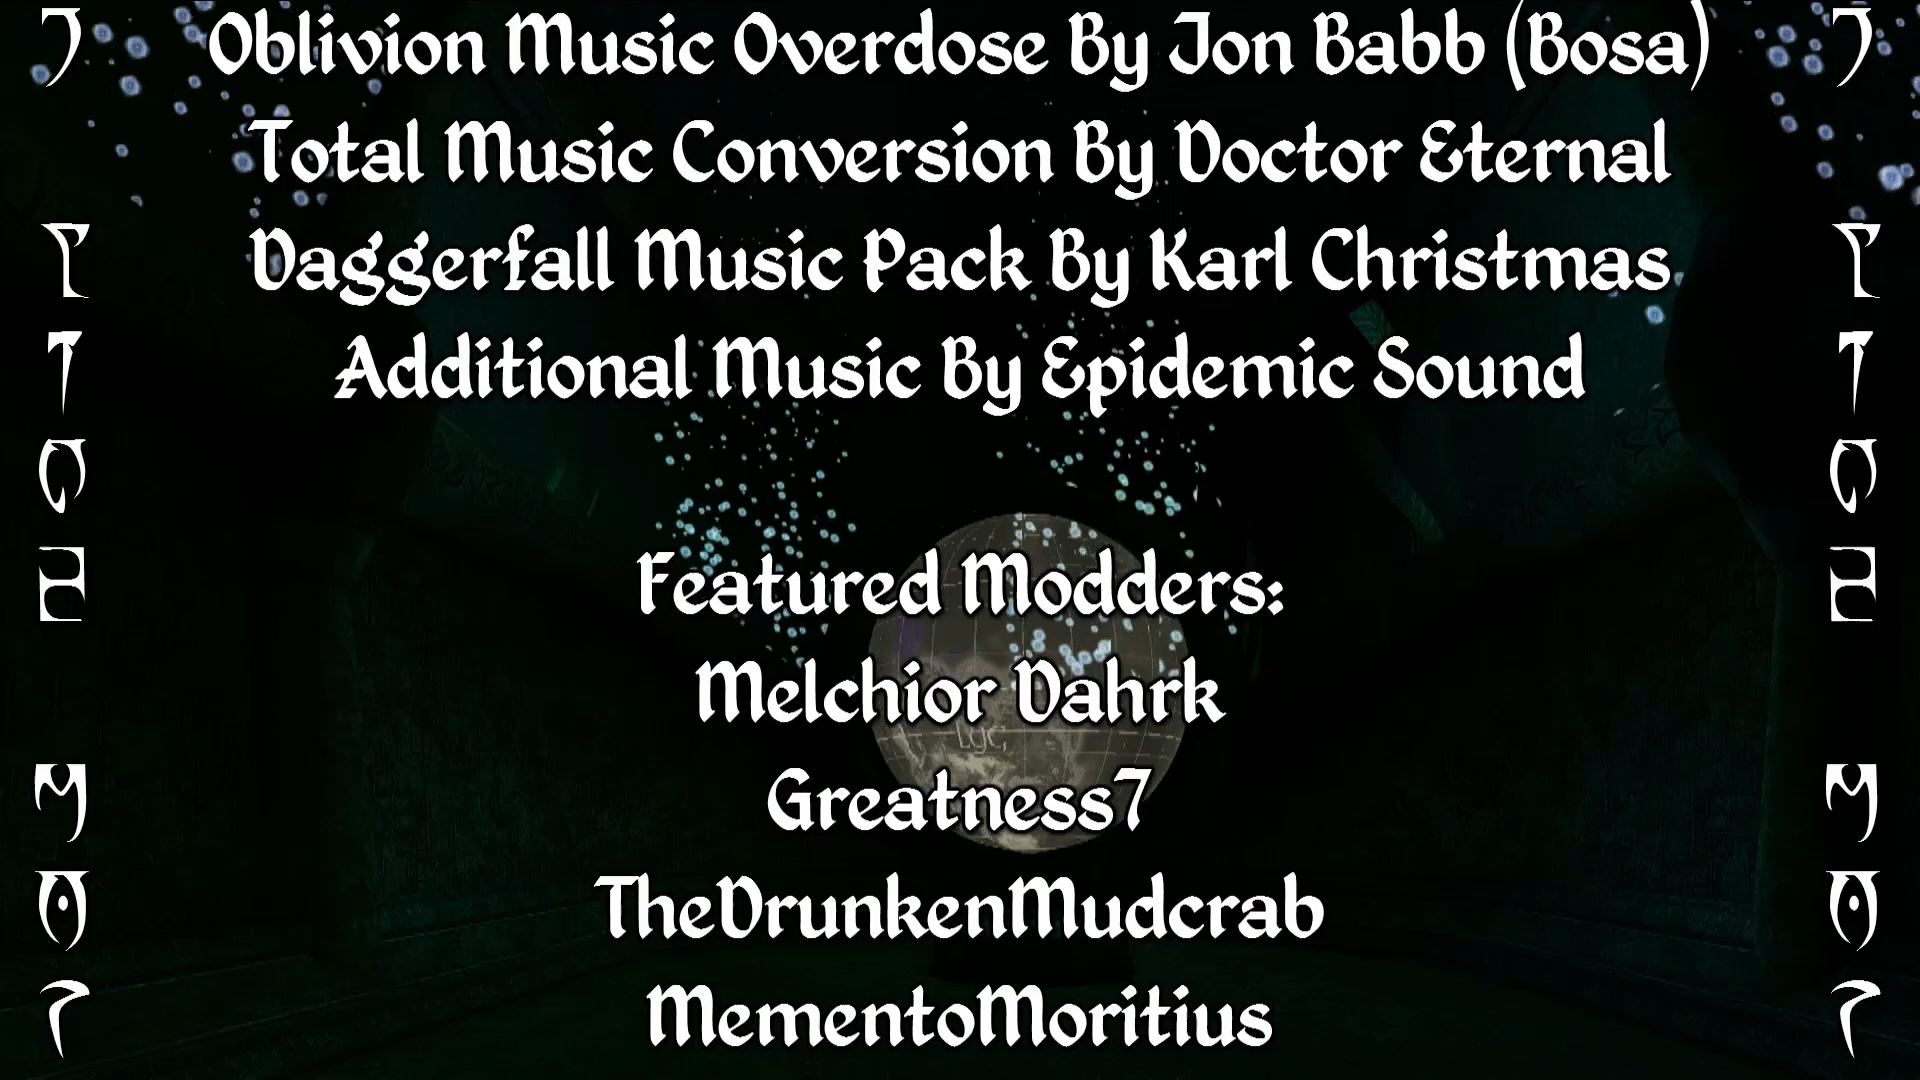 Oblivion Music Overdose By Jon Babb (Bosa)
Total Music Conversion By Doctor Eternal
Daggerfall Music Pack By Karl Christmas
Additional Music By Epidemic Sound
Featured Modders:
Melchior Dahrk
Greatness7
TheDrunkenMudcrab
MementoMoritius